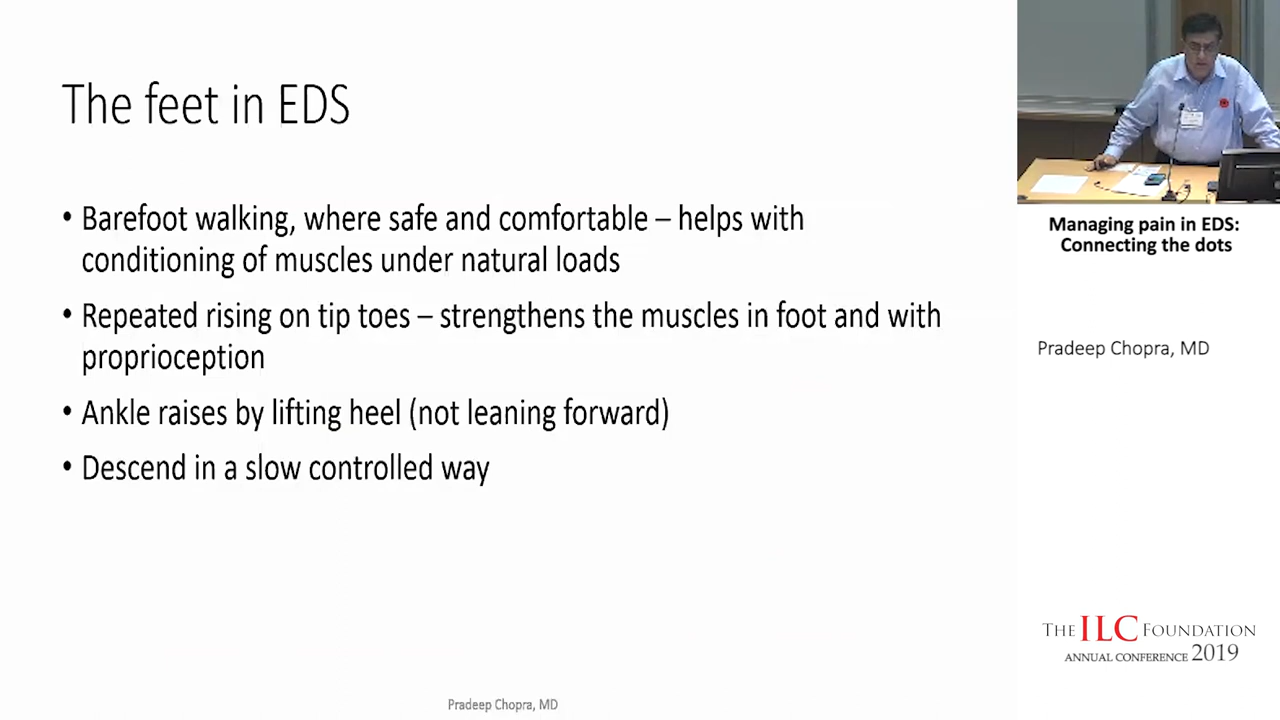 The feet in EDS
• Barefoot walking, where safe and comfortable – helps with
conditioning of muscles under natural loads
• Repeated rising on tip toes – strengthens the muscles in foot and with
proprioception
• Ankle raises by lifting heel (not leaning forward)
• Descend in a slow controlled way
Pradeep Chopra, MD
Managing pain in EDS:
Connecting the dots
Pradeep Chopra, MD
THE ILC FOUNDATION
ANNUAL CONFERENCE 2019